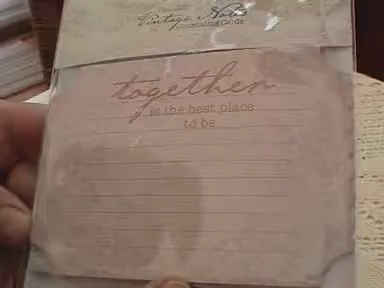 Vintage Notes
Journaling Cards
together
is the best place
to be